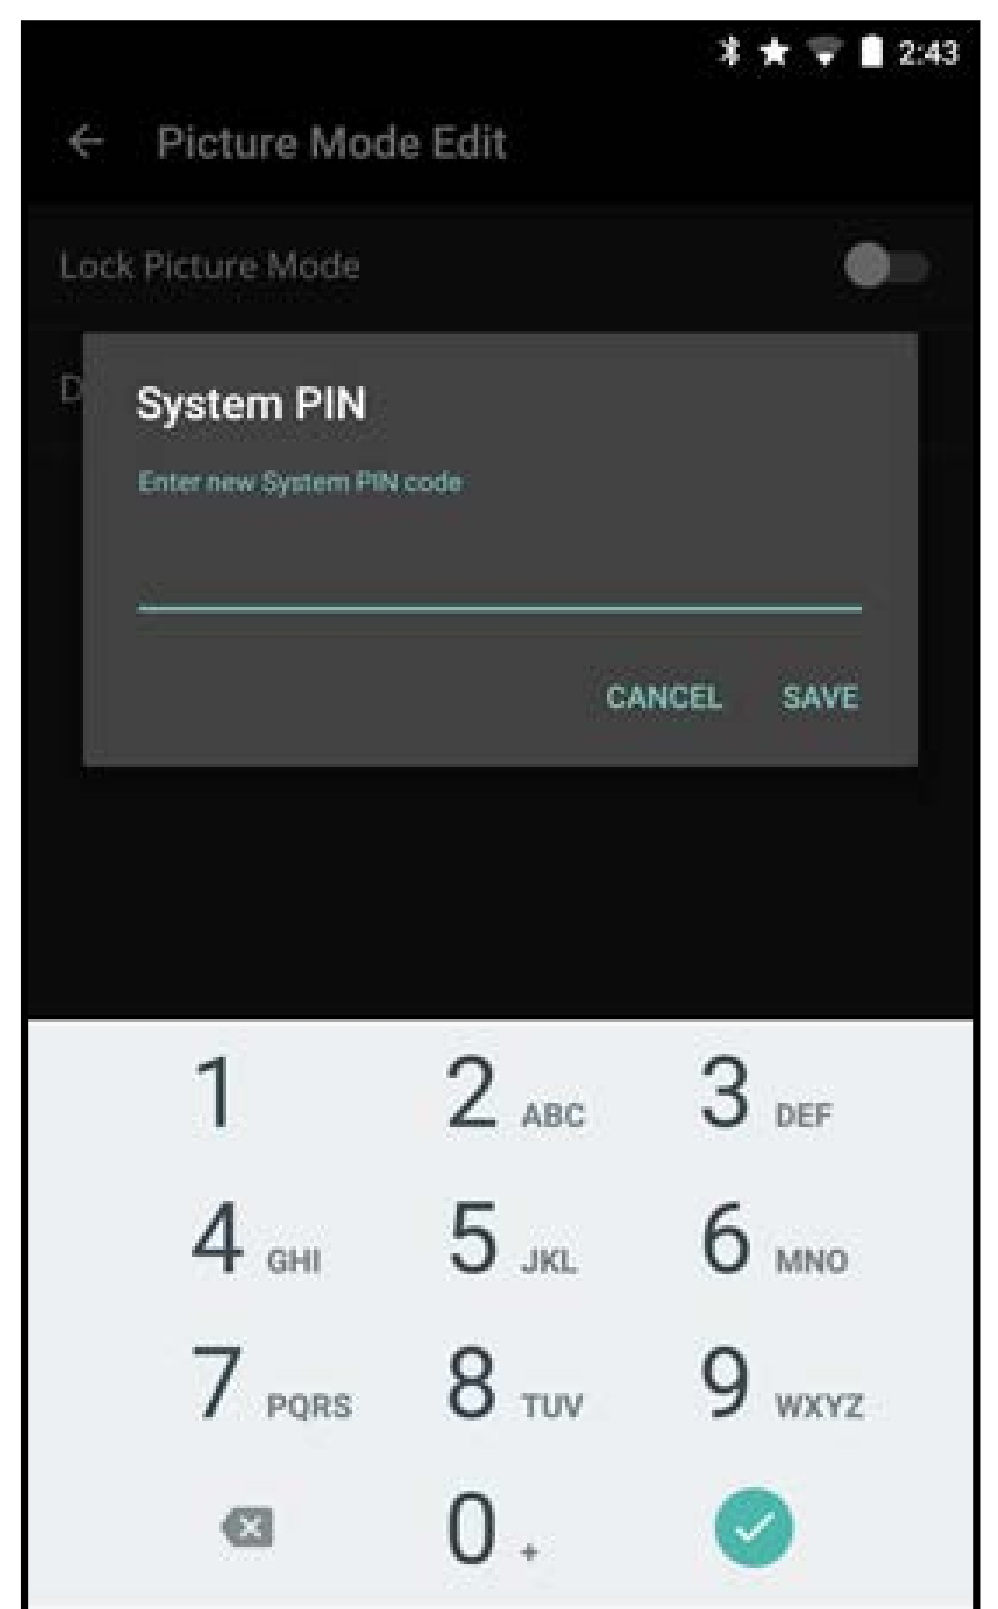 2:43
Picture Mode Edit
Lock Picture Mode
D
System PIN
Enter new System PIN code
CANCEL SAVE
1 2 ABC 3 DEF
4 GHI 5 JKL 6 MNO
7 PQRS 8 TUV 9 WXYZ
0 +